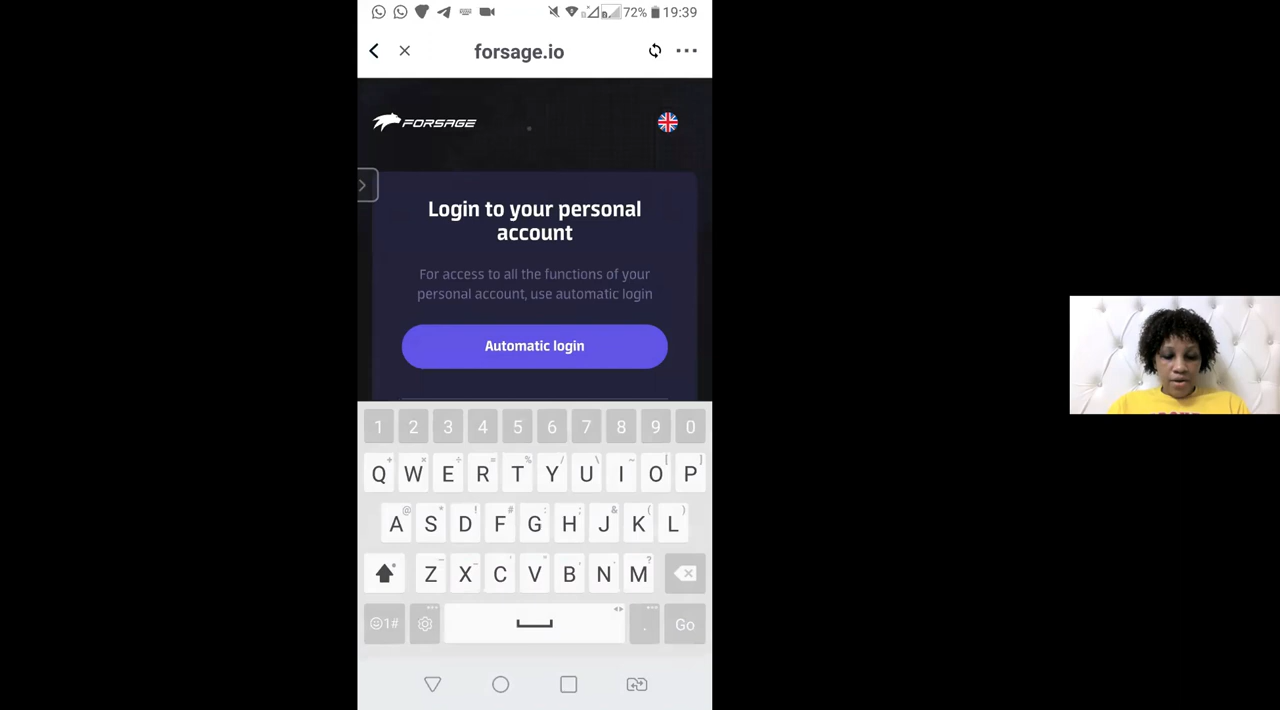 72% 19:39
forsage.io
FORSAGE
Login to your personal
account
For access to all the functions of your
personal account, use automatic login
Automatic login
1 2 3 4 5 6 7 8 9 0
Q W E R T Y U I O P
A S D F G H J K L
Z X C V B N M
1# . Go